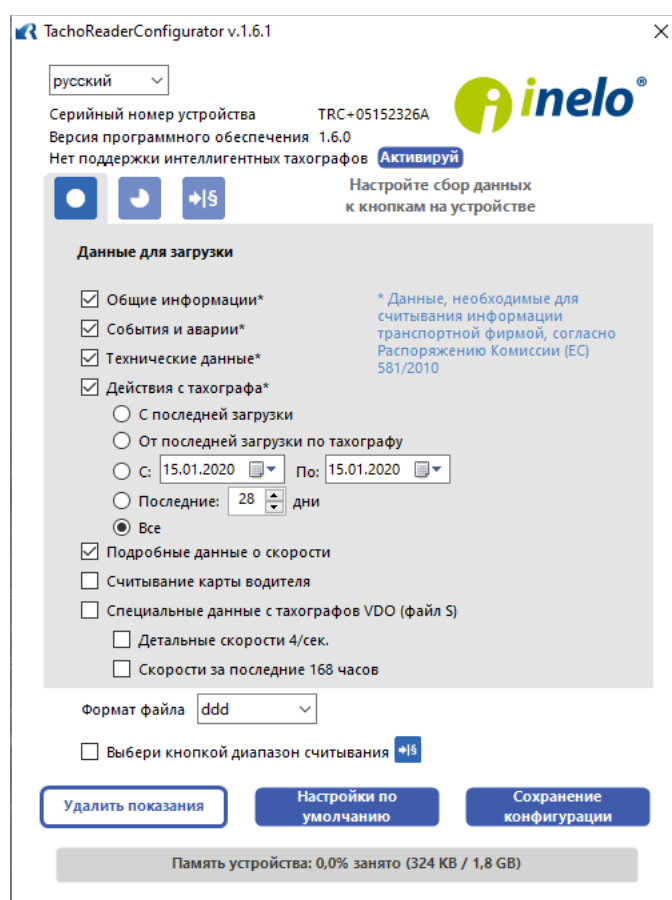 TachoReaderConfigurator v.1.6.1
русский
inelo®
Серийный номер устройства TRC+05152326A
Версия программного обеспечения 1.6.0
Нет поддержки интеллигентных тахографов Активируй
Настройте сбор данных
к кнопкам на устройстве
Данные для загрузки
Общие информации*
События и аварии*
Технические данные*
Действия с тахографа*
* Данные, необходимые для
считывания информации
транспортной фирмой, согласно
Распоряжению Комиссии (ЕС)
581/2010
С последней загрузки
От последней загрузки по тахографу
С: 15.01.2020 По: 15.01.2020
Последние: 28 дни
Все
Подробные данные о скорости
Считывание карты водителя
Специальные данные с тахографов VDO (файл S)
Детальные скорости 4/сек.
Скорости за последние 168 часов
Формат файла ddd
Выбери кнопкой диапазон считывания
Удалить показания
Настройки по
умолчанию
Сохранение
конфигурации
Память устройства: 0,0% занято (324 KB / 1,8 GB)